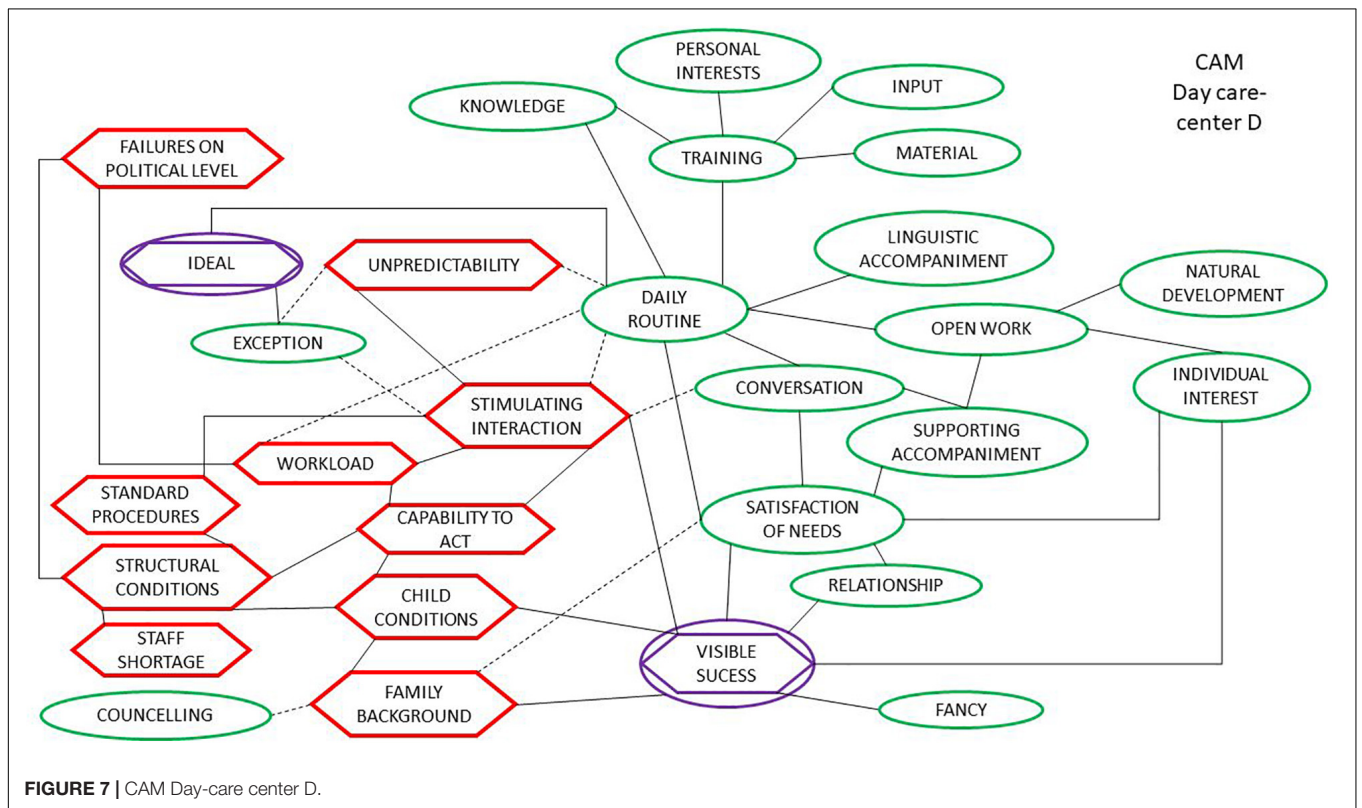 CAM
Day care-
center D
PERSONAL
INTERESTS
INPUT
KNOWLEDGE
TRAINING
MATERIAL
FAILURES ON
POLITICAL LEVEL
IDEAL
UNPREDICTABILITY
EXCEPTION
DAILY
ROUTINE
LINGUISTIC
ACCOMPANIMENT
NATURAL
DEVELOPMENT
OPEN WORK
CONVERSATION
INDIVIDUAL
INTEREST
STIMULATING
INTERACTION
SUPPORTING
ACCOMPANIMENT
WORKLOAD
STANDARD
PROCEDURES
CAPABILITY TO
ACT
SATISFACTION
OF NEEDS
STRUCTURAL
CONDITIONS
CHILD
CONDITIONS
RELATIONSHIP
STAFF
SHORTAGE
VISIBLE
SUCESS
COUNCELLING
FAMILY
BACKGROUND
FANCY
FIGURE 7 | CAM Day-care center D.